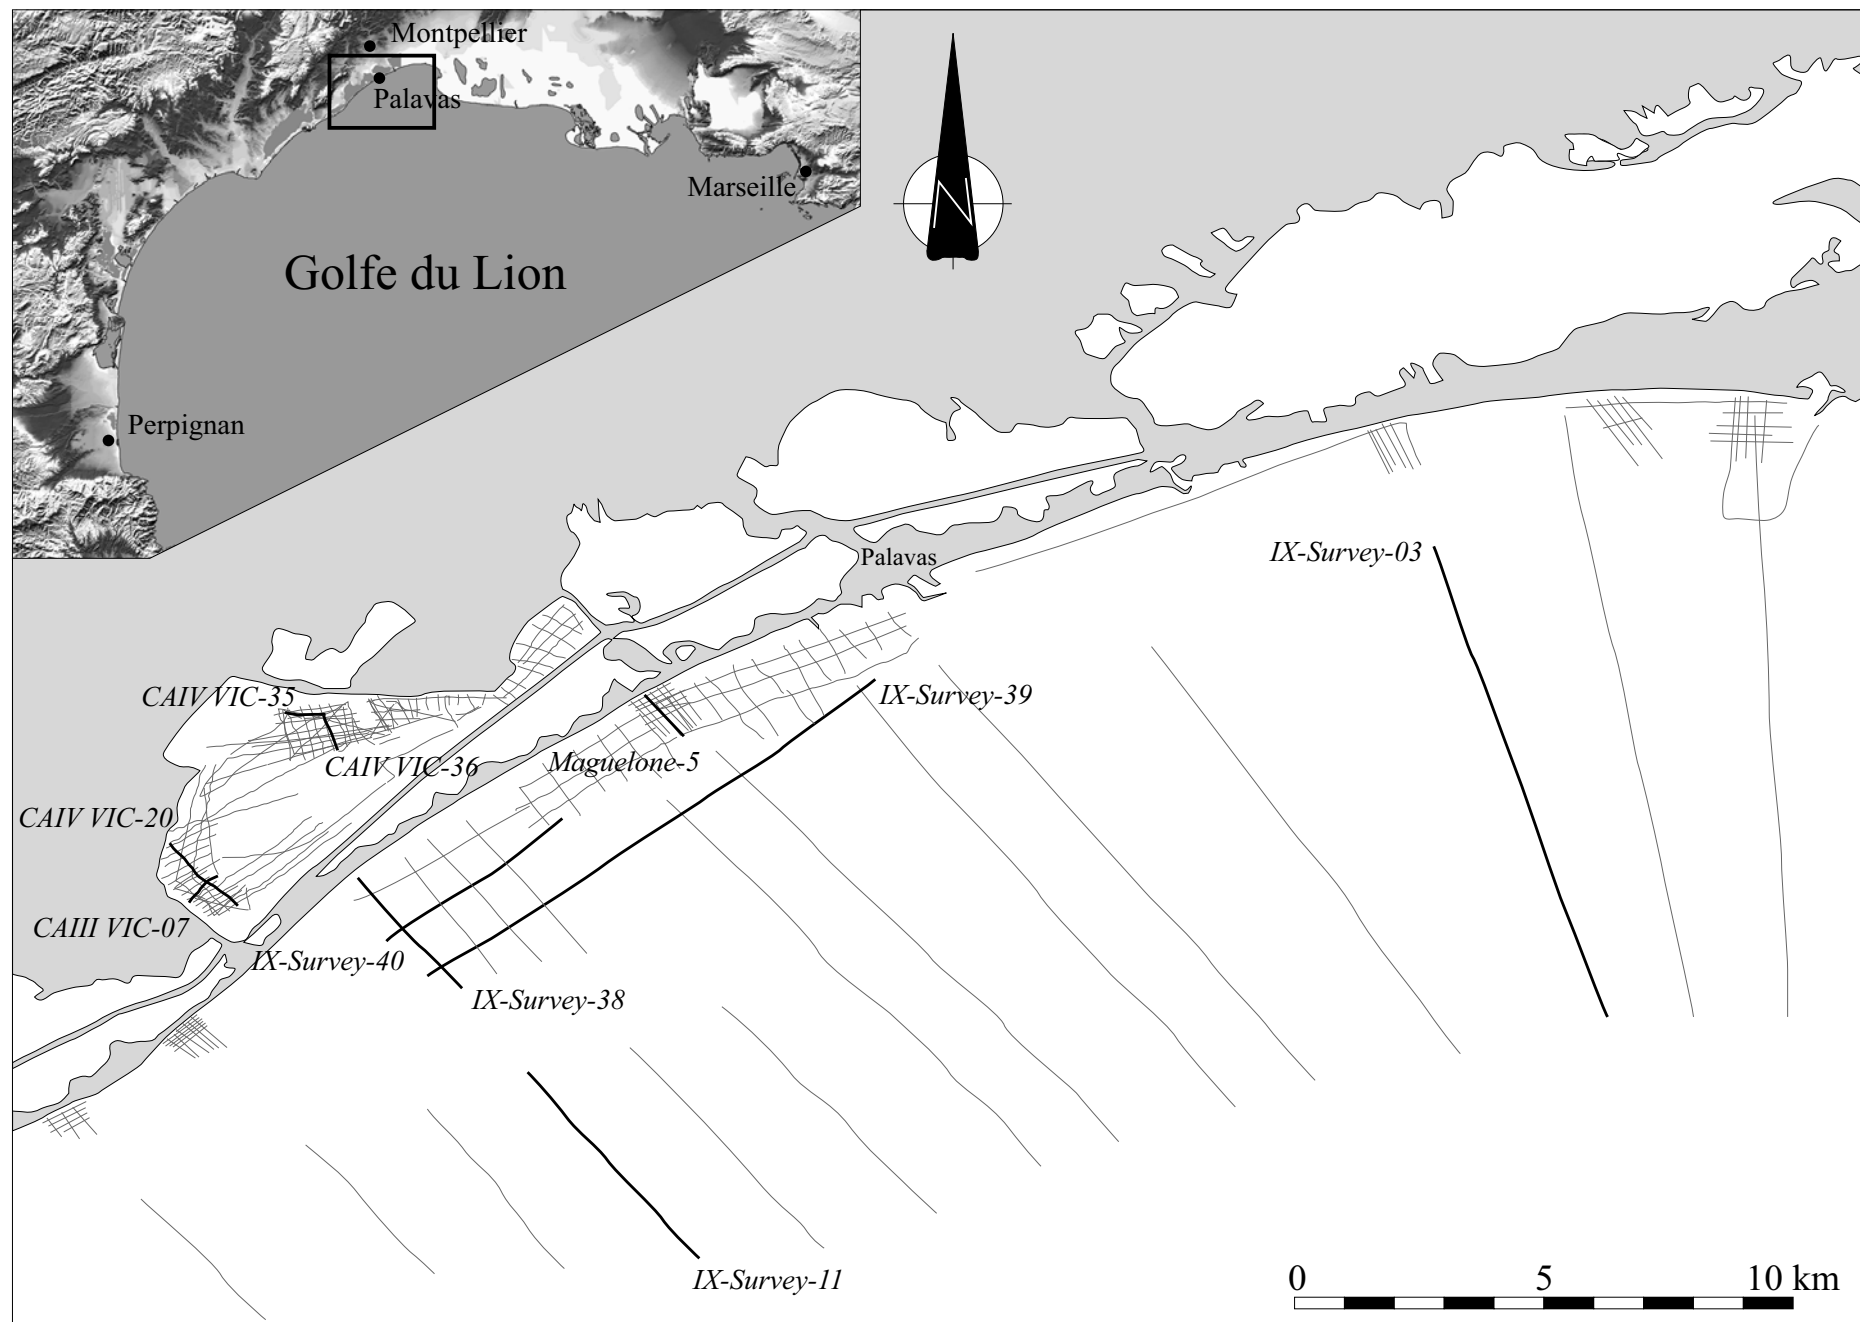 Montpellier
Palavas
Marseille
Golfe du Lion
Perpignan
N
Palavas
IX-Survey-03
CAIV VIC-35
IX-Survey-39
CAIV VIC-36
Maguelone-5
CAIV VIC-20
CAIII VIC-07
IX-Survey-40
IX-Survey-38
IX-Survey-11
0 5 10 km